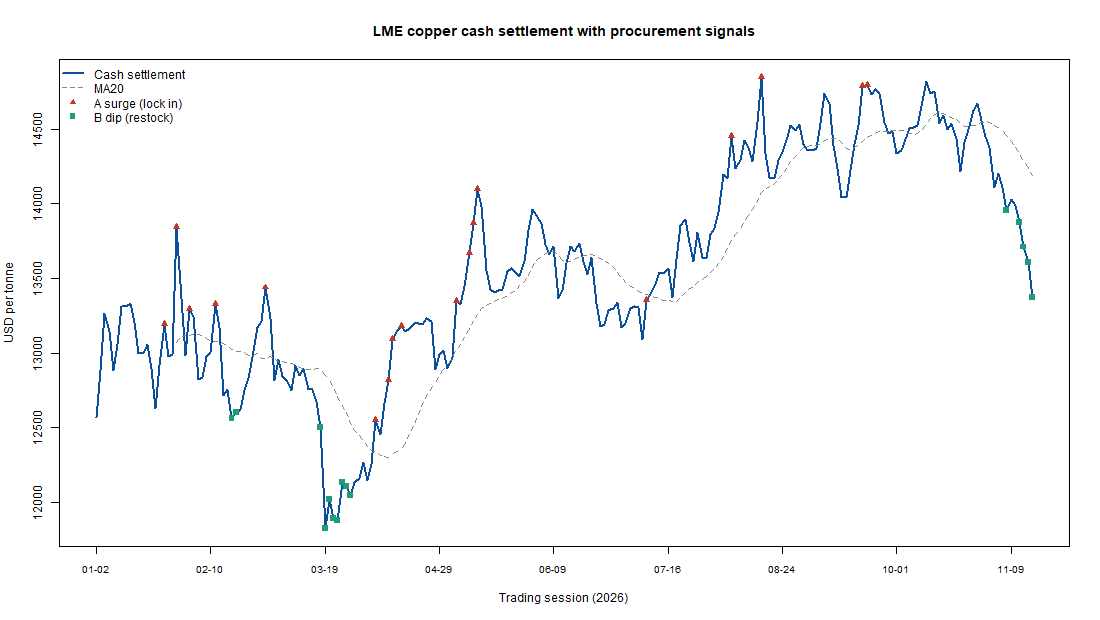 LME copper cash settlement with procurement signals
Cash settlement
MA20
A surge (lock in)
B dip (restock)
USD per tonne
14500
14000
13500
13000
12500
12000
01-02 02-10 03-19 04-29 06-09 07-16 08-24 10-01 11-09
Trading session (2026)